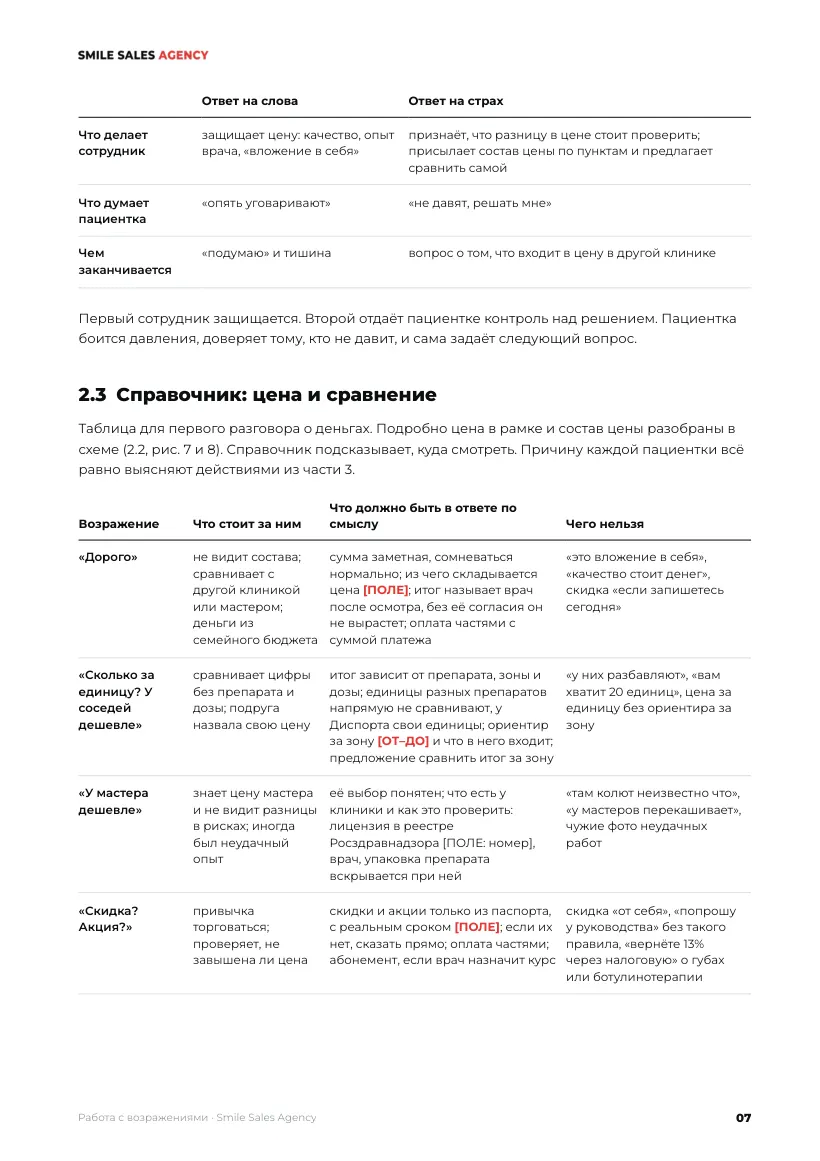 SMILE SALES AGENCY
Ответ на слова
Ответ на страх
Что делает
сотрудник
защищает цену: качество, опыт
врача, «вложение в себя»
признаёт, что разницу в цене стоит проверить;
присылает состав цены по пунктам и предлагает
сравнить самой
Что думает
пациентка
«опять уговаривают»
«не давят, решать мне»
Чем
заканчивается
«подумаю» и тишина
вопрос о том, что входит в цену в другой клинике
Первый сотрудник защищается. Второй отдаёт пациентке контроль над решением. Пациентка
боится давления, доверяет тому, кто не давит, и сама задаёт следующий вопрос.
2.3 Справочник: цена и сравнение
Таблица для первого разговора о деньгах. Подробно цена в рамке и состав цены разобраны в
схеме (2.2, рис. 7 и 8). Справочник подсказывает, куда смотреть. Причину каждой пациентки всё
равно выясняют действиями из части 3.
Возражение
Что стоит за ним
Что должно быть в ответе по
смыслу
Чего нельзя
«Дорого»
не видит состава;
сравнивает с
другой клиникой
или мастером;
деньги из
семейного бюджета
сумма заметная, сомневаться
нормально; из чего складывается
цена [ПОЛЕ]; итог называет врач
после осмотра, без её согласия он
не вырастет; оплата частями с
суммой платежа
«это вложение в себя»,
«качество стоит денег»,
скидка «если запишетесь
сегодня»
«Сколько за
единицу? У
соседей
дешевле»
сравнивает цифры
без препарата и
дозы; подруга
назвала свою цену
итог зависит от препарата, зоны и
дозы; единицы разных препаратов
напрямую не сравнивают, у
Диспорта свои единицы; ориентир
за зону [ОТ–ДО] и что в него входит;
предложение сравнить итог за зону
«у них разбавляют», «вам
хватит 20 единиц», цена за
единицу без ориентира за
зону
«У мастера
дешевле»
знает цену мастера
и не видит разницы
в рисках; иногда
был неудачный
опыт
её выбор понятен; что есть у
клиники и как это проверить:
лицензия в реестре
Росздравнадзора [ПОЛЕ: номер],
врач, упаковка препарата
вскрывается при ней
«там колют неизвестно что»,
«у мастеров перекашивает»,
чужие фото неудачных
работ
«Скидка?
Акция?»
привычка
торговаться;
проверяет, не
завышена ли цена
скидки и акции только из паспорта,
с реальным сроком [ПОЛЕ]; если их
нет, сказать прямо; оплата частями;
абонемент, если врач назначит курс
скидка «от себя», «попрошу
у руководства» без такого
правила, «вернёте 13%
через налоговую» о губах
или ботулинотерапии
Работа с возражениями · Smile Sales Agency
07